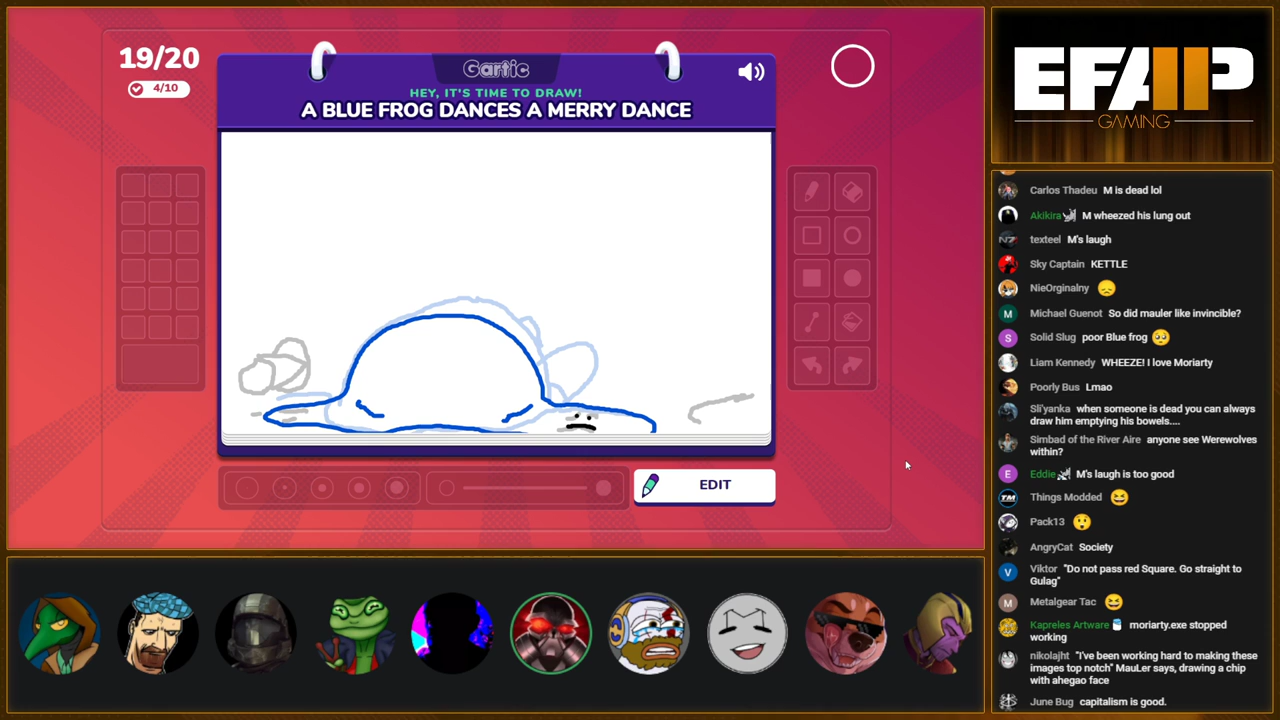 19/20
4/10
Gartic
HEY, IT'S TIME TO DRAW!
A BLUE FROG DANCES A MERRY DANCE
EDIT
EFAP
GAMING
Carlos Thadeu M is dead lol
Akikira M wheezed his lung out
texteel M's laugh
Sky Captain KETTLE
NieOrginalny
M Michael Guenot So did mauler like invincible?
S Solid Slug poor Blue frog
Liam Kennedy WHEEZE! I love Moriarty
Poorly Bus Lmao
Sli'yanka when someone is dead you can always
draw him emptying his bowels....
Simbad of the River Aire anyone see Werewolves
within?
E Eddie M's laugh is too good
TM Things Modded
Pack13
AngryCat Society
V Viktor "Do not pass red Square. Go straight to
Gulag"
M Metalgear Tac
Kapreles Artware moriarty.exe stopped
working
nikolajht "I've been working hard to making these
images top notch" MauLer says, drawing a chip
with ahegao face
June Bug capitalism is good.